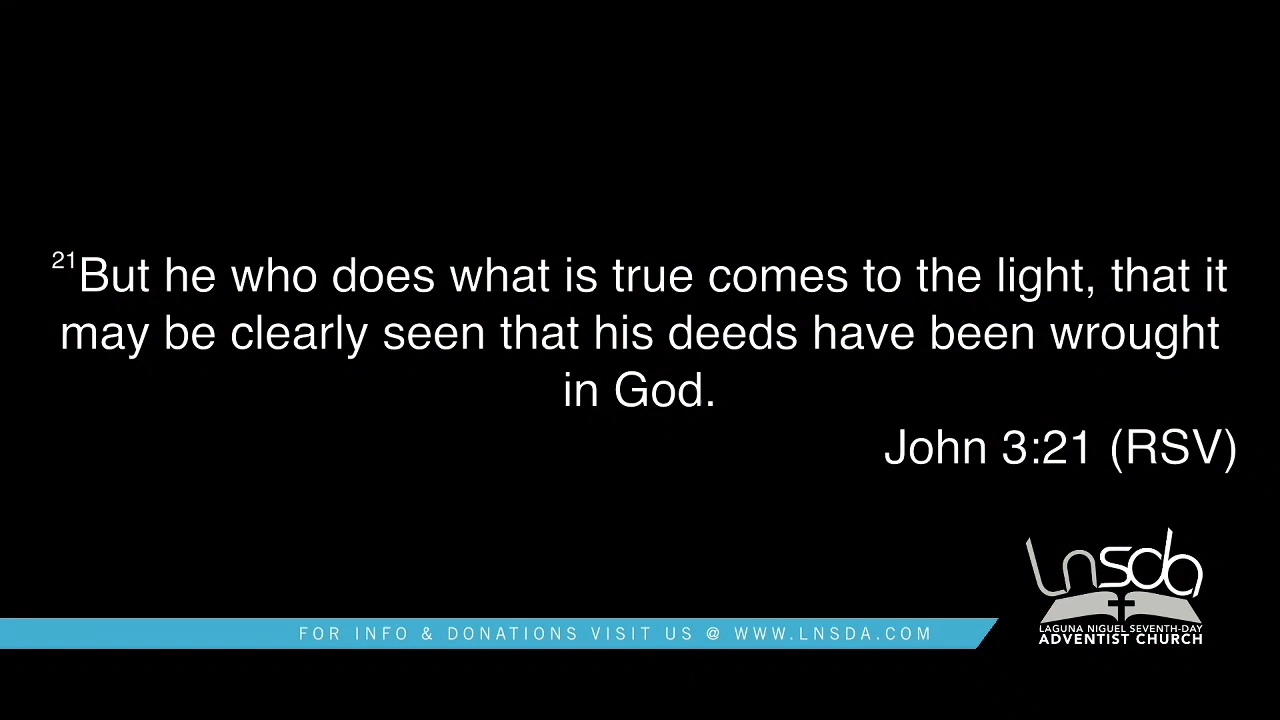 21But he who does what is true comes to the light, that it
may be clearly seen that his deeds have been wrought
in God.
John 3:21 (RSV)
Lnsda
LAGUNA NIGUEL SEVENTH-DAY
ADVENTIST CHURCH
FOR INFO & DONATIONS VISIT US @ WWW.LNSDA.COM